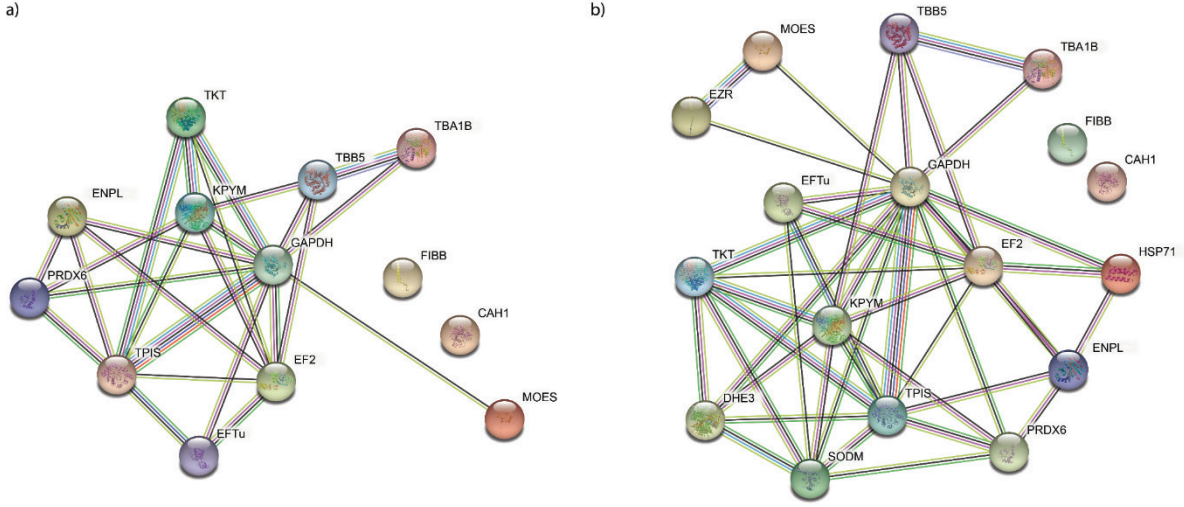 a)
TKT
TBA1B
TBB5
ENPL
KPYM
GAPDH
PRDX6
FIBB
CAH1
TPIS
EF2
MOES
EFTu
b)
TBB5
MOES
TBA1B
EZR
FIBB
GAPDH
CAH1
EFTu
EF2
HSP71
TKT
KPYM
ENPL
DHE3
TPIS
PRDX6
SODM